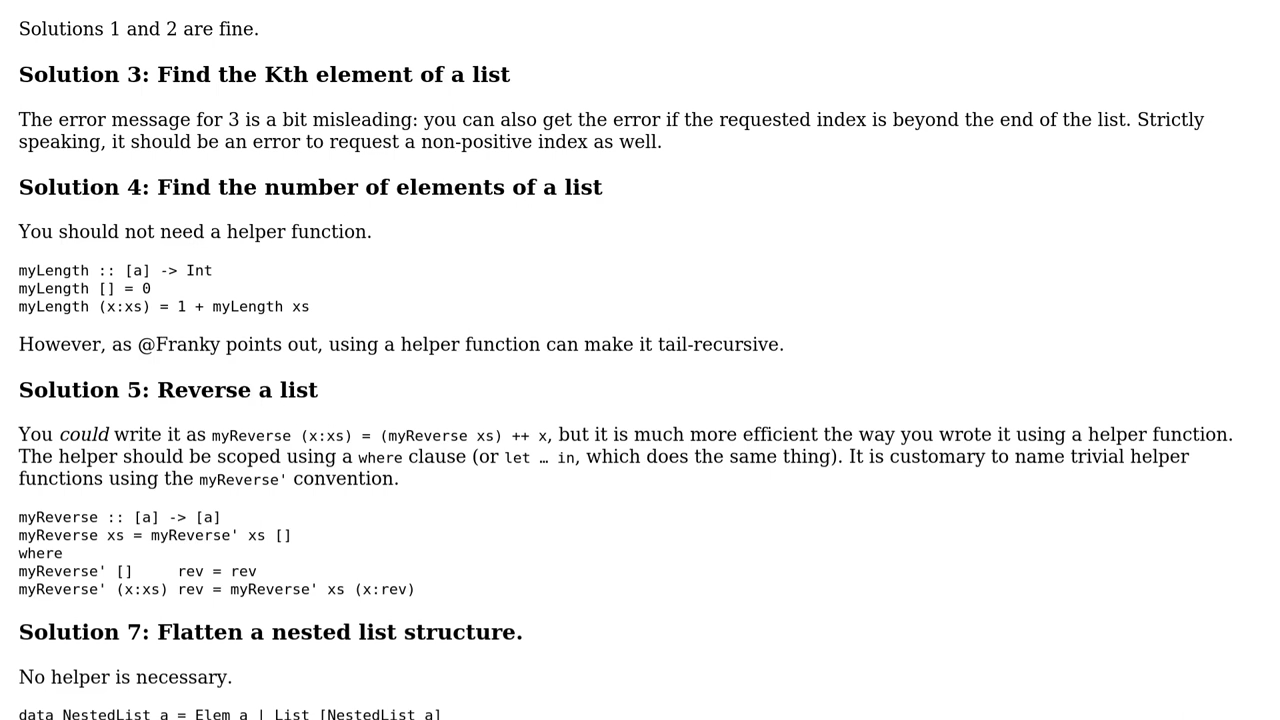 Solutions 1 and 2 are fine.
Solution 3: Find the Kth element of a list
The error message for 3 is a bit misleading: you can also get the error if the requested index is beyond the end of the list. Strictly
speaking, it should be an error to request a non-positive index as well.
Solution 4: Find the number of elements of a list
You should not need a helper function.
myLength :: [a] -> Int
myLength [] = 0
myLength (x:xs) = 1 + myLength xs
However, as @Franky points out, using a helper function can make it tail-recursive.
Solution 5: Reverse a list
You could write it as myReverse (x:xs) = (myReverse xs) ++ x, but it is much more efficient the way you wrote it using a helper function.
The helper should be scoped using a where clause (or let … in, which does the same thing). It is customary to name trivial helper
functions using the myReverse' convention.
myReverse :: [a] -> [a]
myReverse xs = myReverse' xs []
where
myReverse' []     rev = rev
myReverse' (x:xs) rev = myReverse' xs (x:rev)
Solution 7: Flatten a nested list structure.
No helper is necessary.
data NestedList a = Elem a | List [NestedList a]